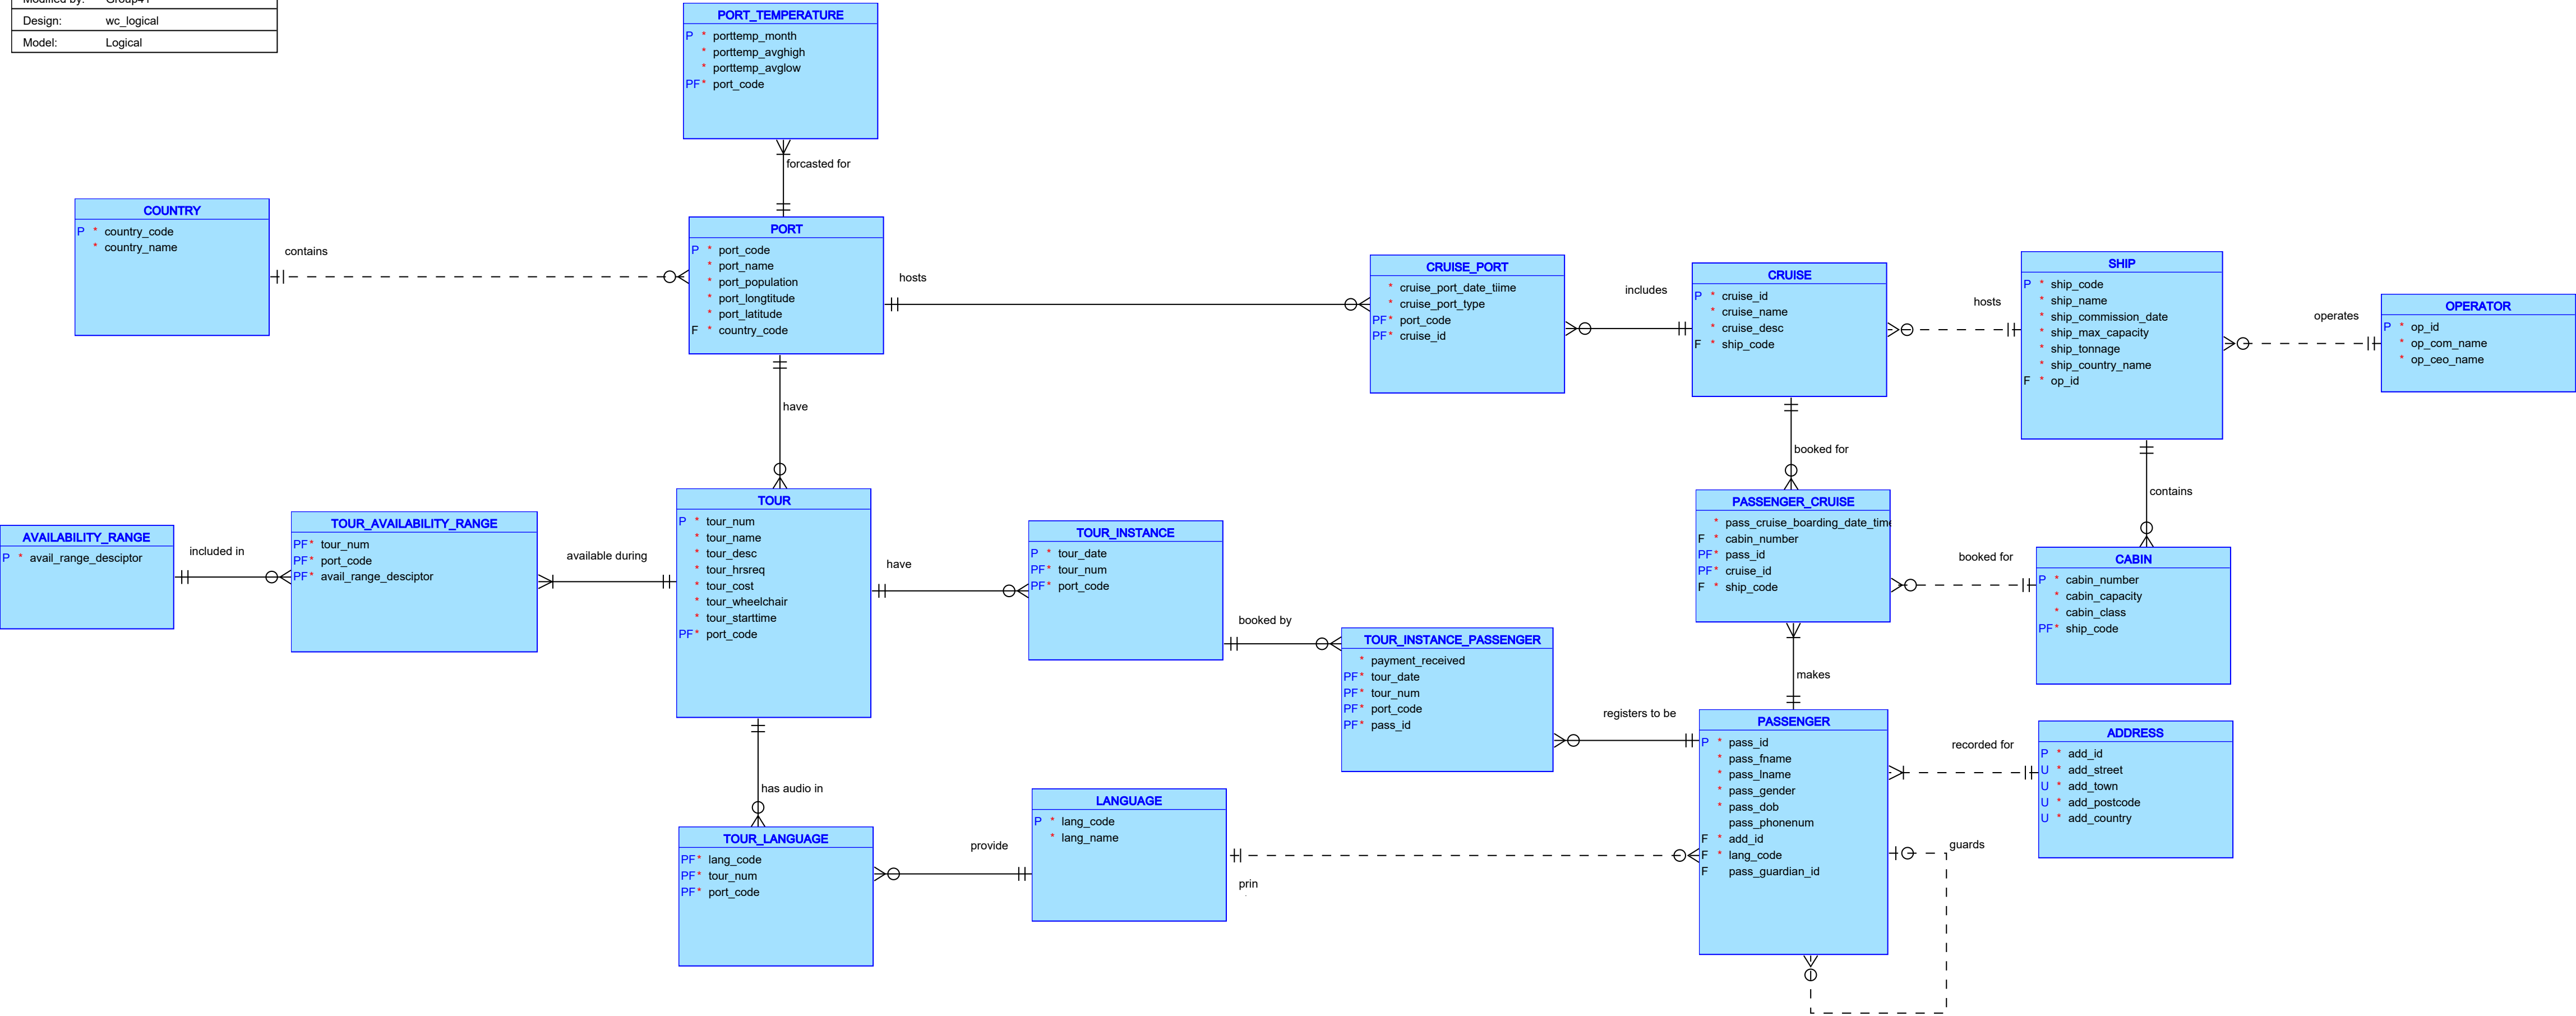 Modified by: Group41
Design: wc_logical
Model: Logical
PORT_TEMPERATURE
P * porttemp_month
* porttemp_avghigh
* porttemp_avglow
PF* port_code
forcasted for
COUNTRY
P * country_code
* country_name
contains
PORT
P * port_code
* port_name
* port_population
* port_longtitude
* port_latitude
F * country_code
hosts
CRUISE_PORT
* cruise_port_date_tiime
* cruise_port_type
PF* port_code
PF* cruise_id
includes
CRUISE
P * cruise_id
* cruise_name
* cruise_desc
F * ship_code
hosts
SHIP
P * ship_code
* ship_name
* ship_commission_date
* ship_max_capacity
* ship_tonnage
* ship_country_name
F * op_id
operates
OPERATOR
P * op_id
* op_com_name
* op_ceo_name
have
booked for
contains
AVAILABILITY_RANGE
P * avail_range_desciptor
included in
TOUR_AVAILABILITY_RANGE
PF* tour_num
PF* port_code
PF* avail_range_desciptor
available during
TOUR
P * tour_num
* tour_name
* tour_desc
* tour_hrsreq
* tour_cost
* tour_wheelchair
* tour_starttime
PF* port_code
have
TOUR_INSTANCE
P * tour_date
PF* tour_num
PF* port_code
booked by
TOUR_INSTANCE_PASSENGER
* payment_received
PF* tour_date
PF* tour_num
PF* port_code
PF* pass_id
registers to be
PASSENGER_CRUISE
* pass_cruise_boarding_date_time
F * cabin_number
PF* pass_id
PF* cruise_id
F * ship_code
booked for
CABIN
P * cabin_number
* cabin_capacity
* cabin_class
PF* ship_code
makes
PASSENGER
P * pass_id
* pass_fname
* pass_lname
* pass_gender
* pass_dob
pass_phonenum
F * add_id
F * lang_code
F pass_guardian_id
recorded for
ADDRESS
P * add_id
U * add_street
U * add_town
U * add_postcode
U * add_country
guards
has audio in
TOUR_LANGUAGE
PF* lang_code
PF* tour_num
PF* port_code
provide
LANGUAGE
P * lang_code
* lang_name
prin